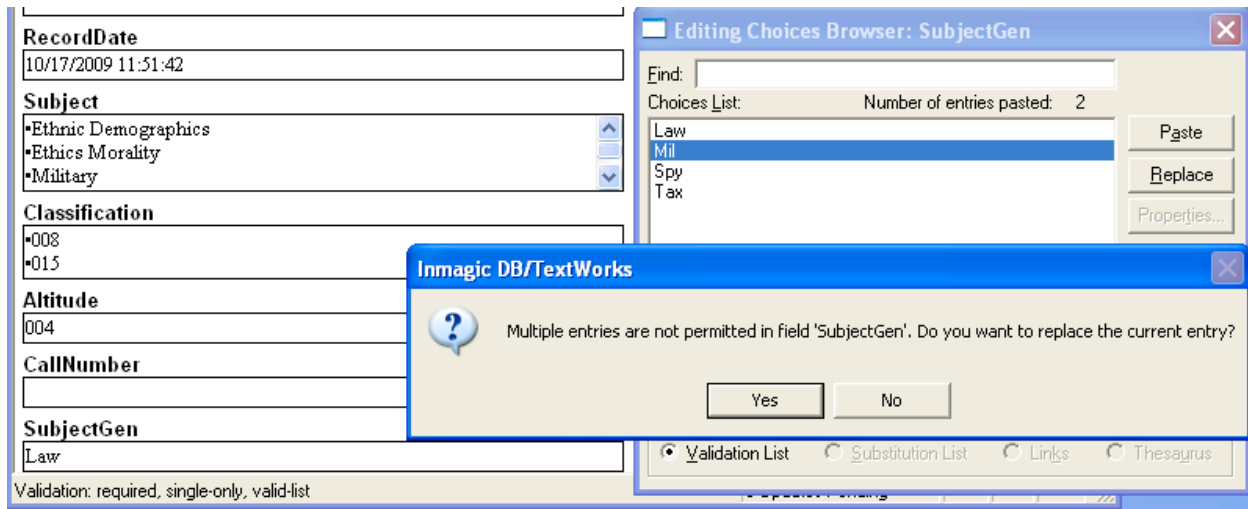 RecordDate
10/17/2009 11:51:42
Subject
▪Ethnic Demographics
▪Ethics Morality
▪Military
Classification
▪008
▪015
Altitude
004
CallNumber
SubjectGen
Law
Validation: required, single-only, valid-list
Editing Choices Browser: SubjectGen
Find:
Choices List: Number of entries pasted: 2
Law
Mil
Spy
Tax
Paste
Replace
Properties...
Inmagic DB/TextWorks
Multiple entries are not permitted in field 'SubjectGen'. Do you want to replace the current entry?
Yes No
Validation List Substitution List Links Thesaurus